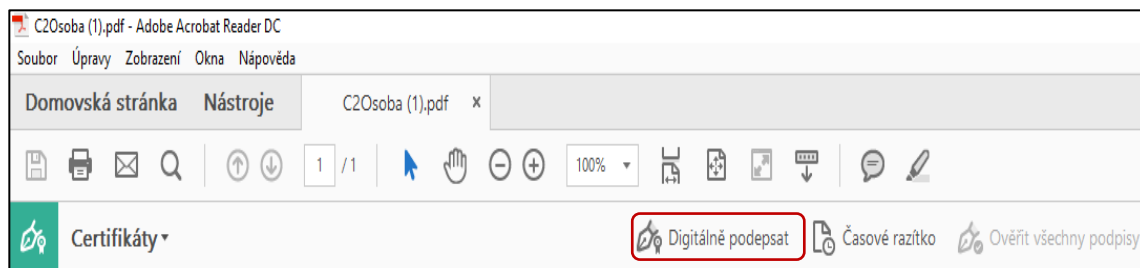 C2Osoba (1).pdf - Adobe Acrobat Reader DC
Soubor Úpravy Zobrazení Okna Nápověda
Domovská stránka Nástroje C2Osoba (1).pdf x
1 / 1 100%
Certifikáty Digitálně podepsat Časové razítko Ověřit všechny podpisy